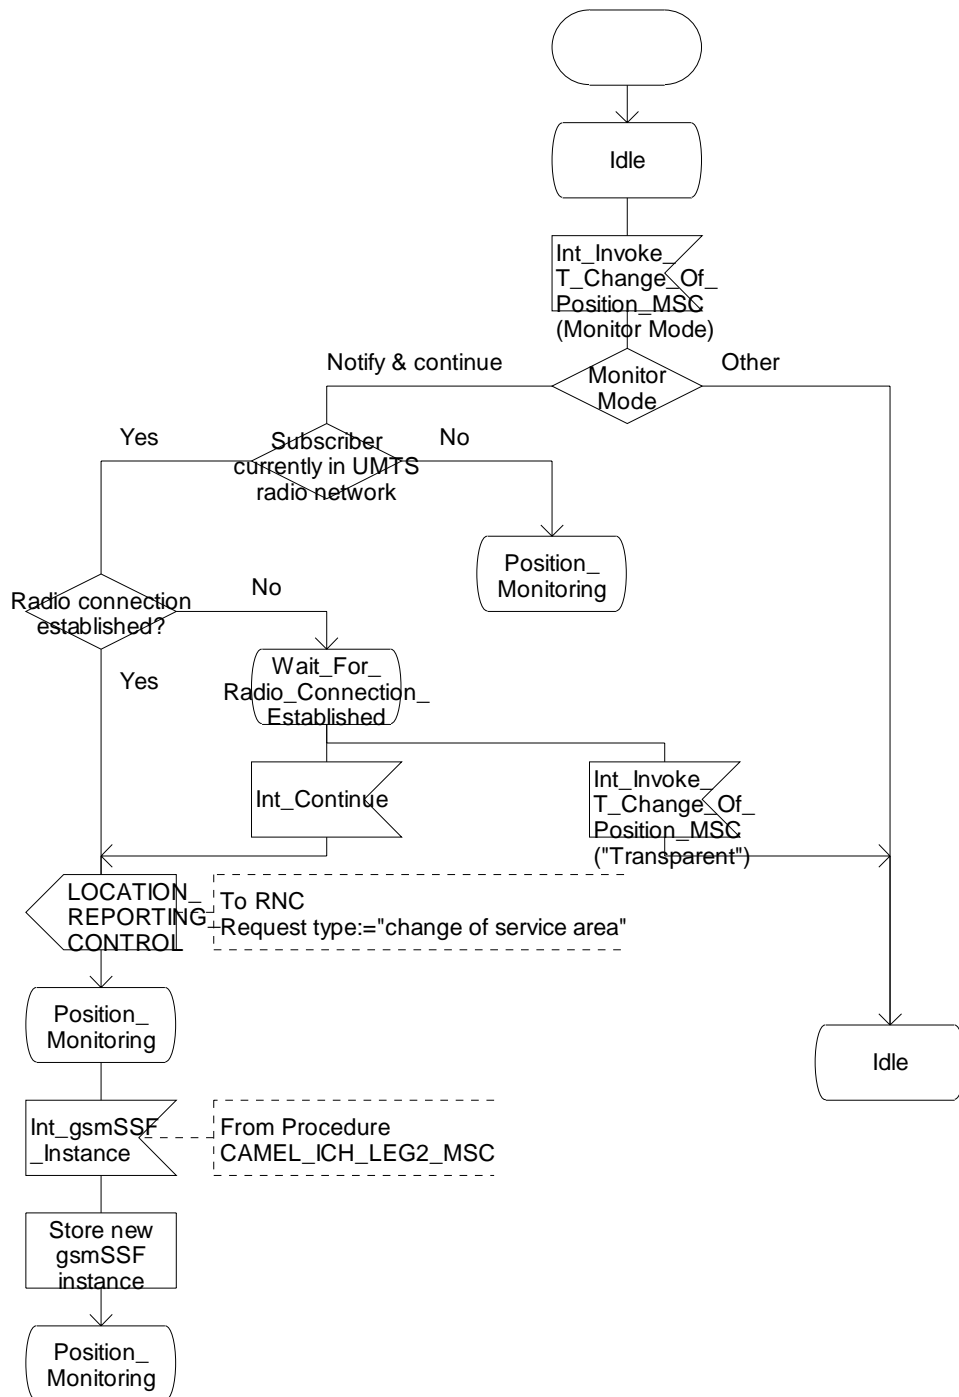 Idle
Int_Invoke_
T_Change_Of_
Position_MSC
(Monitor Mode)
Notify & continue
Monitor
Mode
Other
Yes
Subscriber
currently in UMTS
radio network
No
Position_
Monitoring
Radio connection
established?
No
Yes
Wait_For_
Radio_Connection_
Established
Int_Continue
Int_Invoke_
T_Change_Of_
Position_MSC
("Transparent")
LOCATION_
REPORTING_
CONTROL
To RNC
Request type:="change of service area"
Position_
Monitoring
Idle
Int_gsmSSF
_Instance
From Procedure
CAMEL_ICH_LEG2_MSC
Store new
gsmSSF
instance
Position_
Monitoring